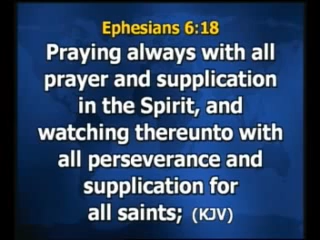 Ephesians 6:18
Praying always with all
prayer and supplication
in the Spirit, and
watching thereunto with
all perseverance and
supplication for
all saints; (KJV)